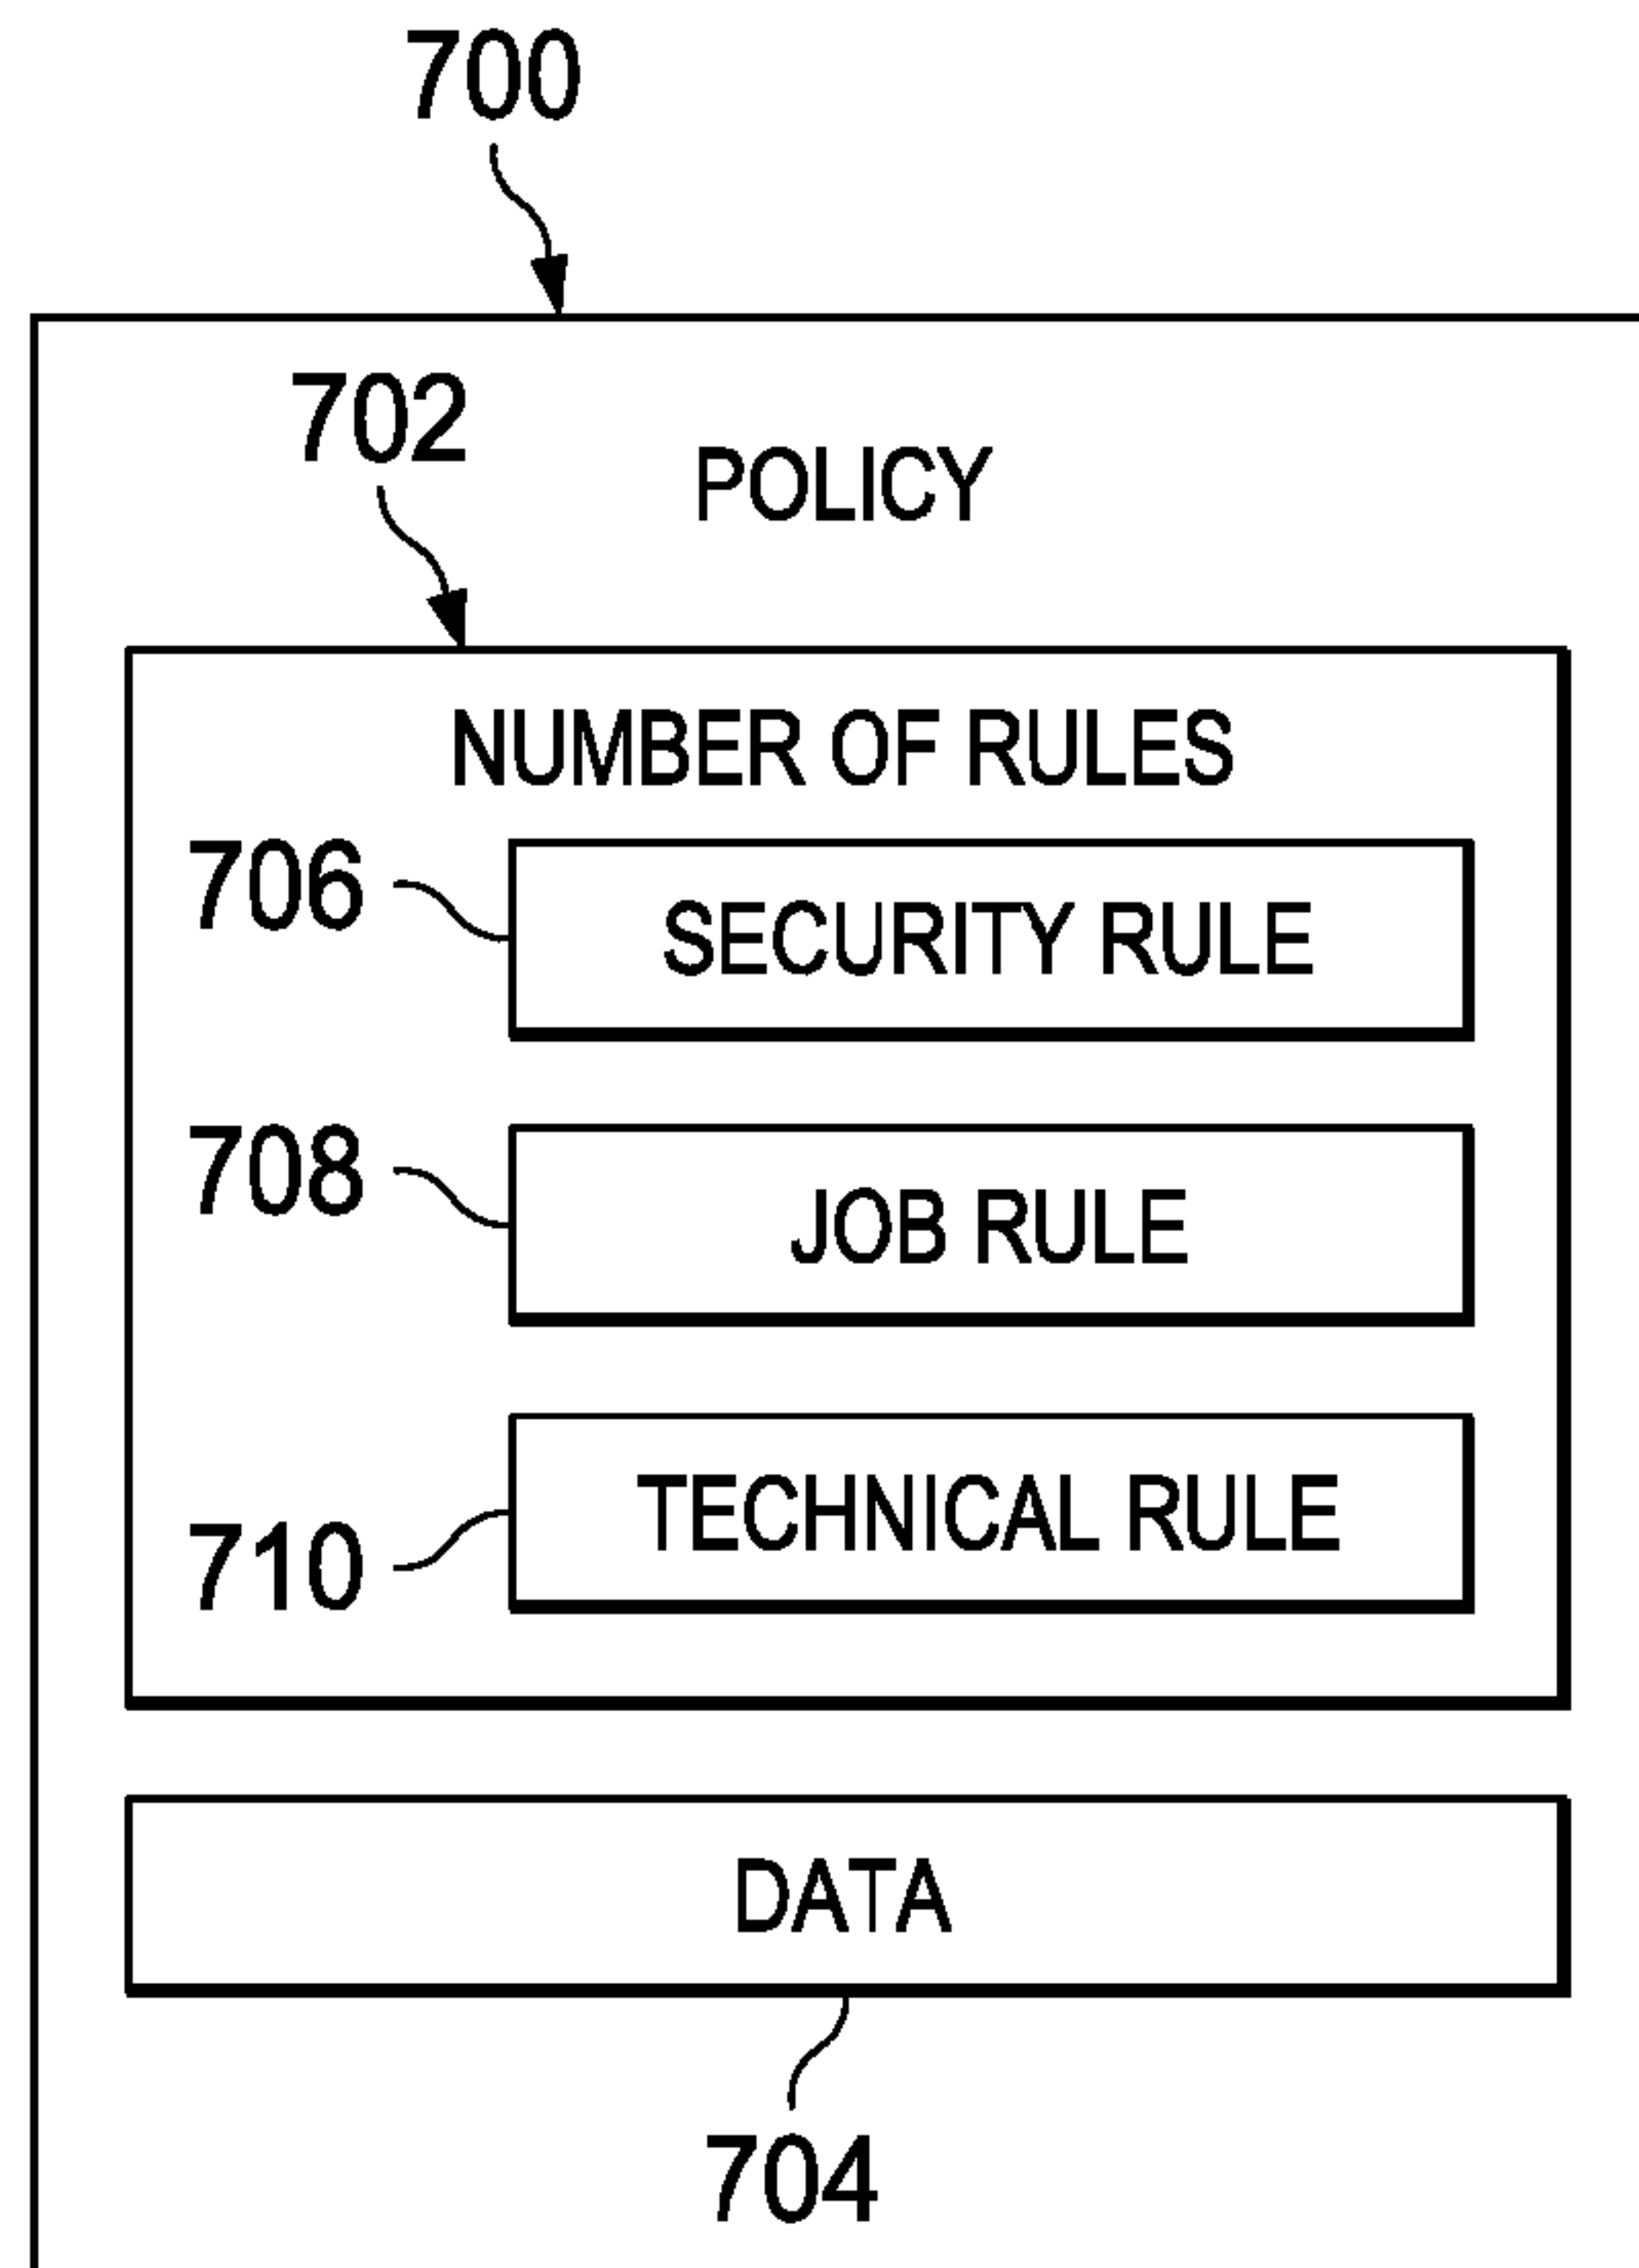 700
702
POLICY
NUMBER OF RULES
706
SECURITY RULE
708
JOB RULE
TECHNICAL RULE
710
DATA
704